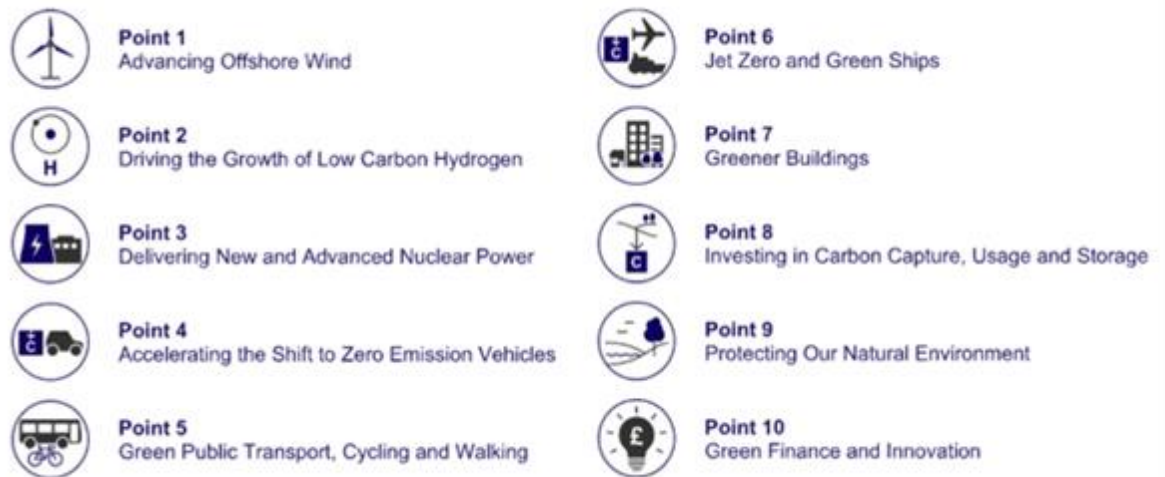 Point 1
Advancing Offshore Wind
H
Point 2
Driving the Growth of Low Carbon Hydrogen
Point 3
Delivering New and Advanced Nuclear Power
C
Point 4
Accelerating the Shift to Zero Emission Vehicles
Point 5
Green Public Transport, Cycling and Walking
C
Point 6
Jet Zero and Green Ships
Point 7
Greener Buildings
C
Point 8
Investing in Carbon Capture, Usage and Storage
Point 9
Protecting Our Natural Environment
£
Point 10
Green Finance and Innovation